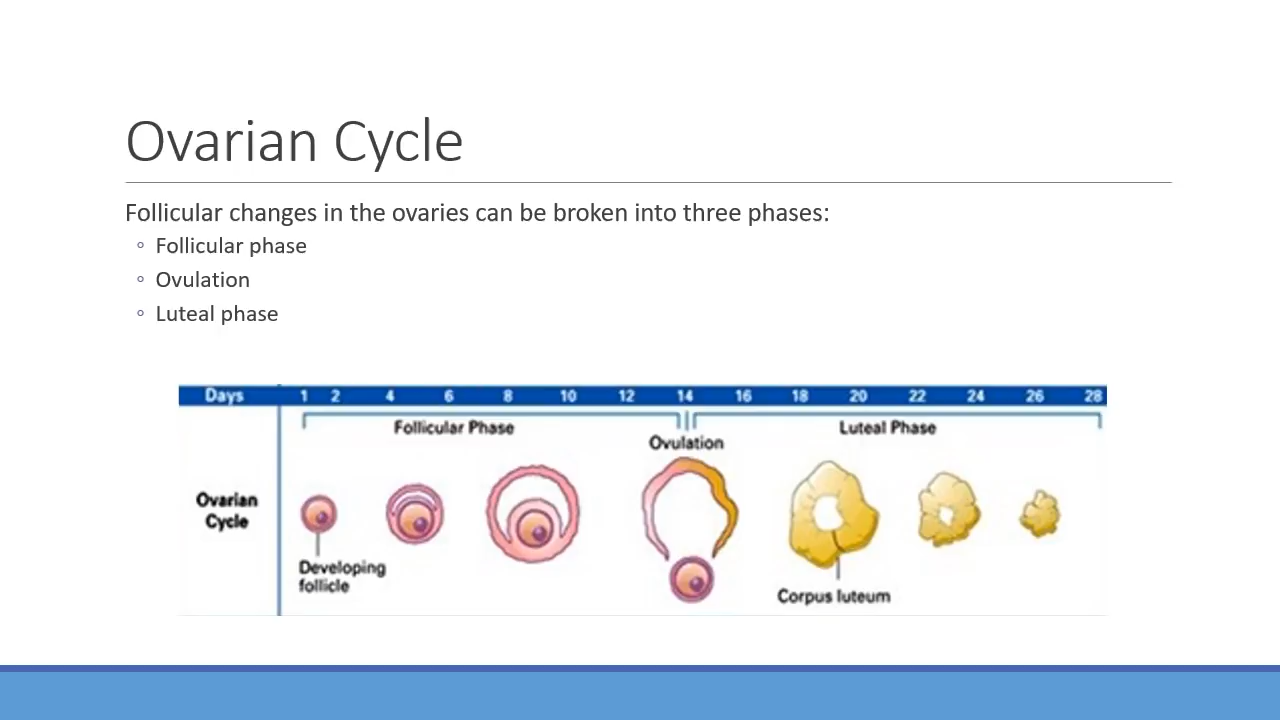 Ovarian Cycle
Follicular changes in the ovaries can be broken into three phases:
◦ Follicular phase
◦ Ovulation
◦ Luteal phase
Days 1 2 4 6 8 10 12 14 16 18 20 22 24 26 28
Follicular Phase
Luteal Phase
Ovulation
Ovarian
Cycle
Developing
follicle
Corpus luteum